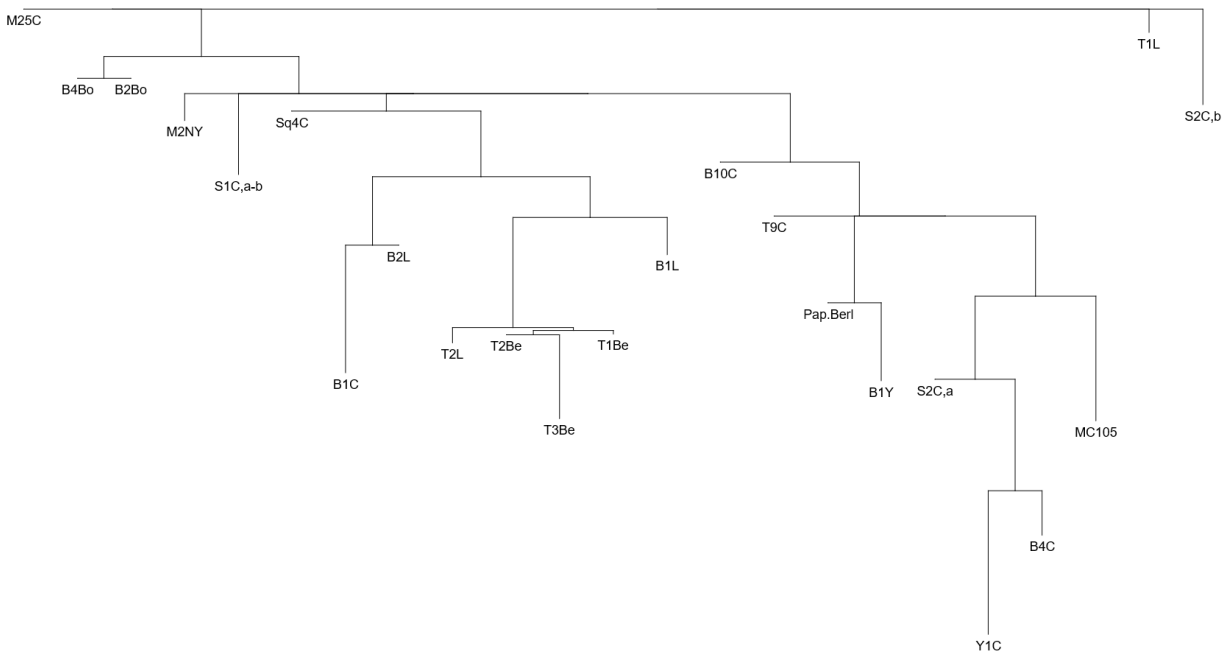 M25C
T1L
B4Bo B2Bo
S2C,b
M2NY
Sq4C
S1C,a-b
B10C
T9C
B2L
B1L
Pap.Berl
T2L
T2Be
T1Be
B1C
B1Y
S2C,a
T3Be
MC105
B4C
Y1C